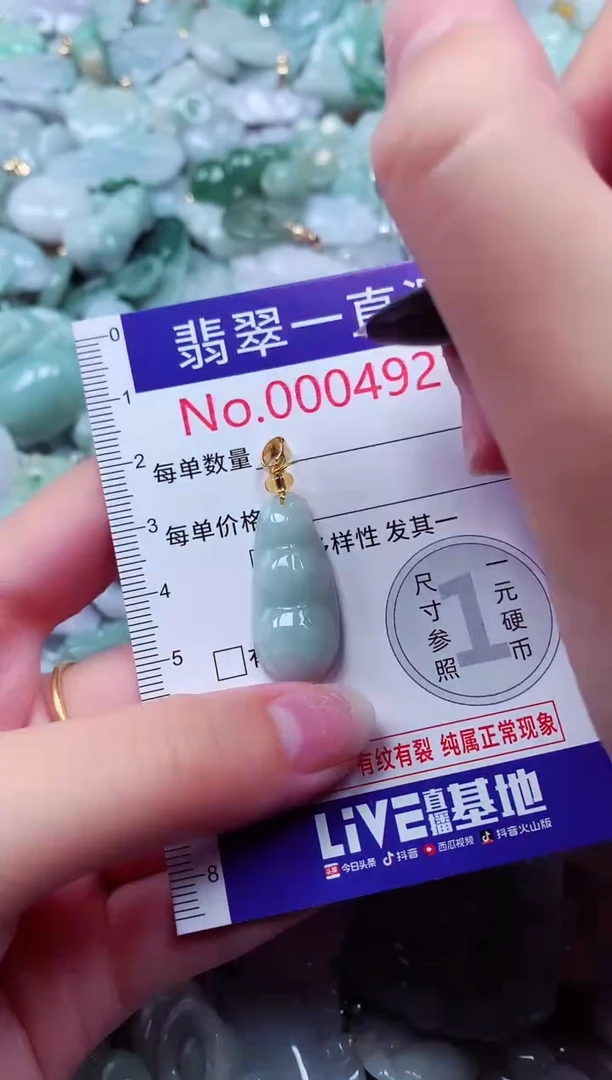 0
翡翠一直
1
No.000492
2
每单数量
3
每单价格
样性 发其一
4
尺寸参照
1
一元硬币
5
有纹有裂 纯属正常现象
LiVE直播基地
8
头条 今日头条 抖音 西瓜视频 抖音火山版